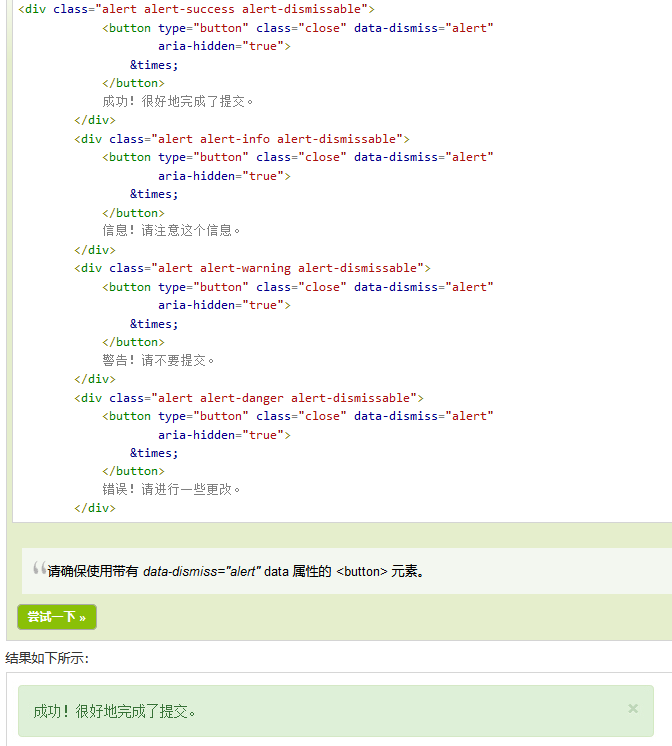 <div class="alert alert-success alert-dismissable">
<button type="button" class="close" data-dismiss="alert"
aria-hidden="true">
&times;
</button>
成功！很好地完成了提交。
</div>
<div class="alert alert-info alert-dismissable">
<button type="button" class="close" data-dismiss="alert"
aria-hidden="true">
&times;
</button>
信息！请注意这个信息。
</div>
<div class="alert alert-warning alert-dismissable">
<button type="button" class="close" data-dismiss="alert"
aria-hidden="true">
&times;
</button>
警告！请不要提交。
</div>
<div class="alert alert-danger alert-dismissable">
<button type="button" class="close" data-dismiss="alert"
aria-hidden="true">
&times;
</button>
错误！请进行一些更改。
</div>
“请确保使用带有 data-dismiss="alert" data 属性的 <button> 元素。
尝试一下 »
结果如下所示：
成功！很好地完成了提交。 ×